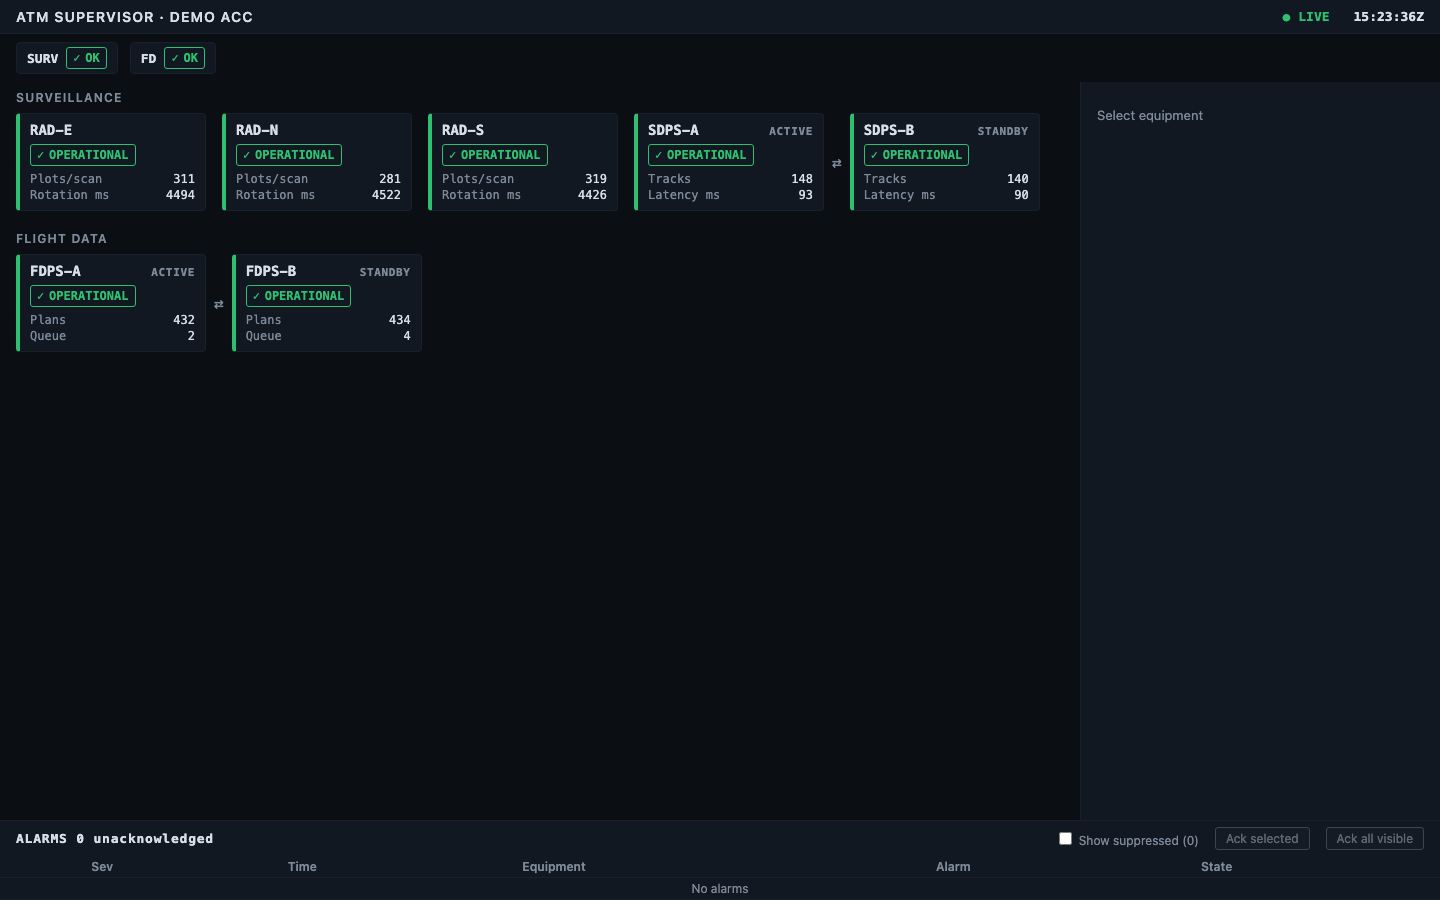 ATM SUPERVISOR · DEMO ACC
● LIVE 15:23:36Z
SURV ✓ OK FD ✓ OK
SURVEILLANCE
RAD-E
✓ OPERATIONAL
Plots/scan 311
Rotation ms 4494
RAD-N
✓ OPERATIONAL
Plots/scan 281
Rotation ms 4522
RAD-S
✓ OPERATIONAL
Plots/scan 319
Rotation ms 4426
SDPS-A ACTIVE
✓ OPERATIONAL
Tracks 148
Latency ms 93
⇄
SDPS-B STANDBY
✓ OPERATIONAL
Tracks 140
Latency ms 90
FLIGHT DATA
FDPS-A ACTIVE
✓ OPERATIONAL
Plans 432
Queue 2
⇄
FDPS-B STANDBY
✓ OPERATIONAL
Plans 434
Queue 4
Select equipment
ALARMS 0 unacknowledged
Show suppressed (0) Ack selected Ack all visible
Sev Time Equipment Alarm State
No alarms